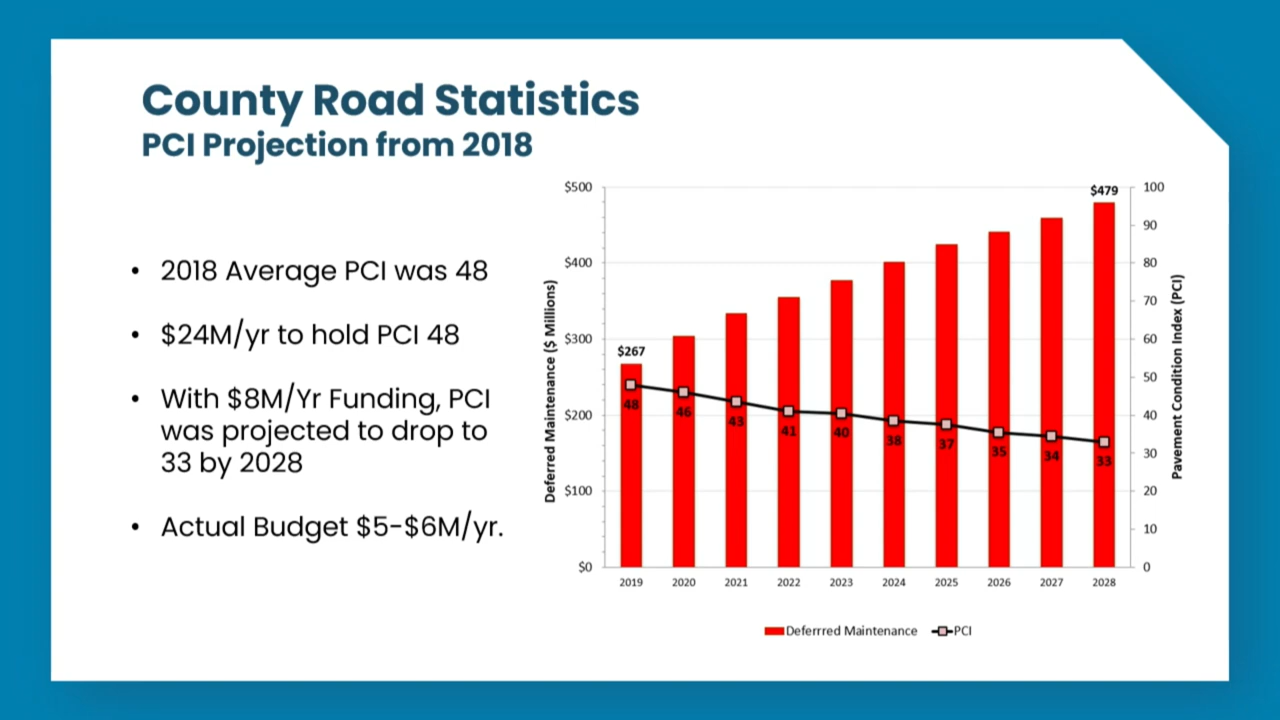 County Road Statistics
PCI Projection from 2018
• 2018 Average PCI was 48
• $24M/yr to hold PCI 48
• With $8M/Yr Funding, PCI
was projected to drop to
33 by 2028
• Actual Budget $5-$6M/yr.
Deferred Maintenance ($ Millions)
$500
$400
$300
$200
$100
$0
$267
$479
48
46
43
41
40
38
37
35
34
33
100
90
80
70
60
50
40
30
20
10
0
Pavement Condition Index (PCI)
2019 2020 2021 2022 2023 2024 2025 2026 2027 2028
Deferrred Maintenance PCI